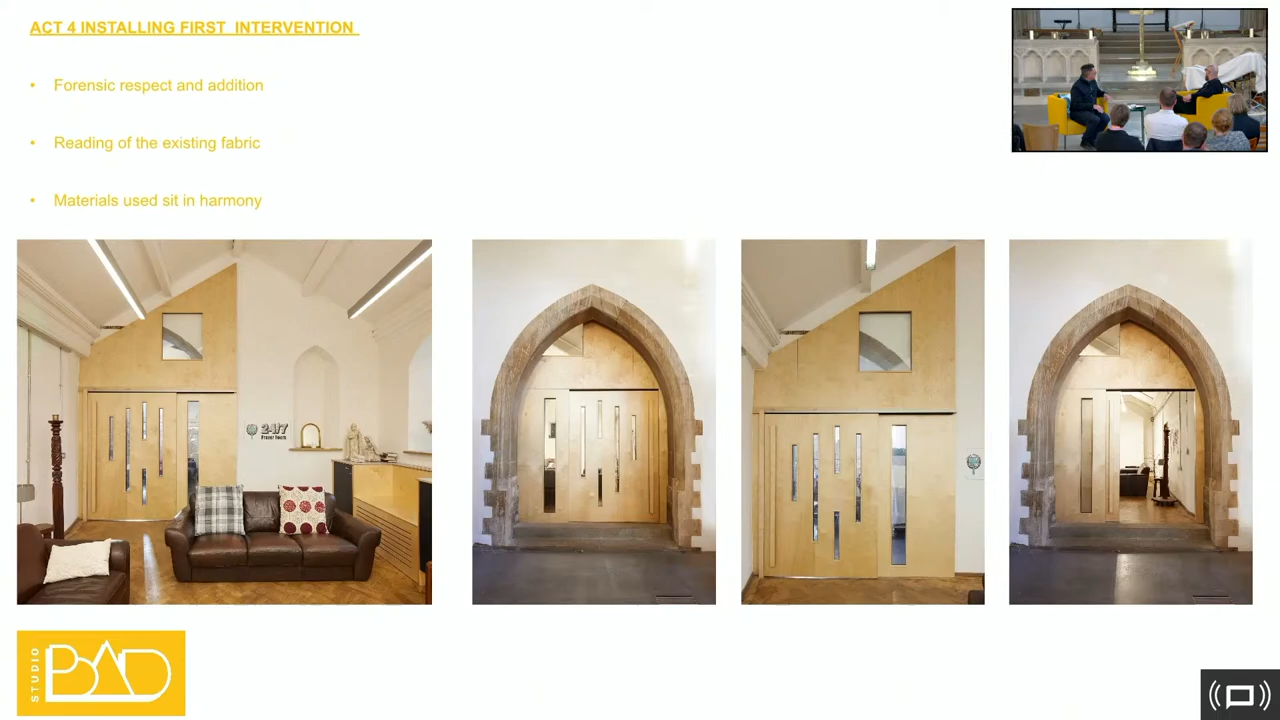 ACT 4 INSTALLING FIRST INTERVENTION
• Forensic respect and addition
• Reading of the existing fabric
• Materials used sit in harmony
24/7
Prayer Room
STUDIO
BAD